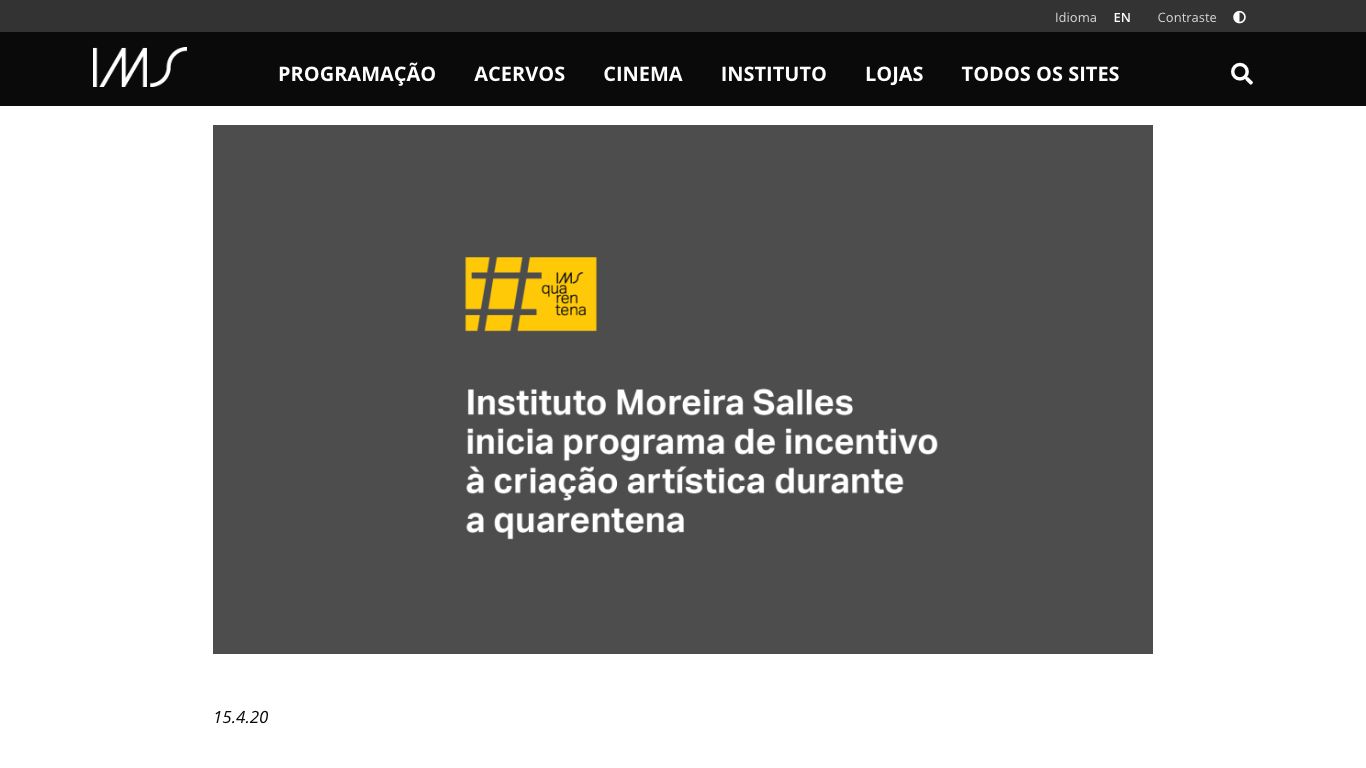 Idioma EN Contraste
IMS PROGRAMAÇÃO ACERVOS CINEMA INSTITUTO LOJAS TODOS OS SITES
IMS
qua
ren
tena
Instituto Moreira Salles
inicia programa de incentivo
à criação artística durante
a quarentena
15.4.20